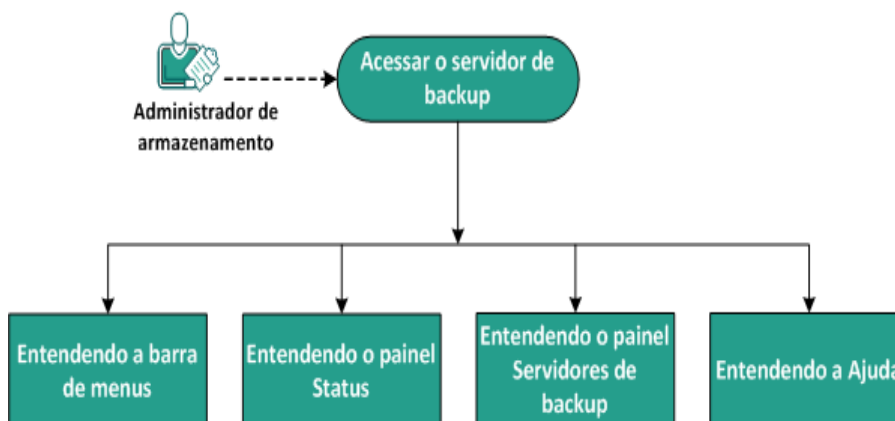 Acessar o servidor de
backup
Administrador de
armazenamento
Entendendo a barra
de menus
Entendendo o painel
Status
Entendendo o painel
Servidores de
backup
Entendendo a Ajuda